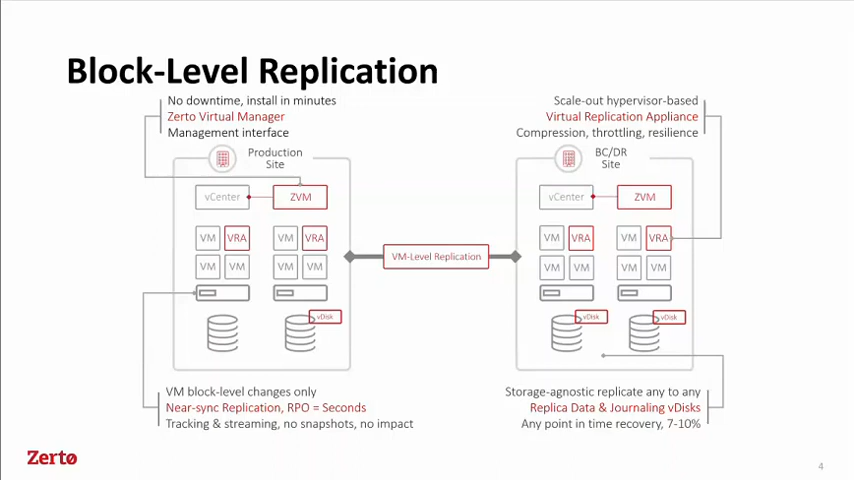 Block-Level Replication
No downtime, install in minutes
Zerto Virtual Manager
Management interface
Scale-out hypervisor-based
Virtual Replication Appliance
Compression, throttling, resilience
Production
Site
BC/DR
Site
vCenter
ZVM
vCenter
ZVM
VM
VRA
VM
VRA
VM
VRA
VM
VRA
VM-Level Replication
VM
VM
VM
VM
VM
VM
VM
VM
vDisk
vDisk
vDisk
VM block-level changes only
Near-sync Replication, RPO = Seconds
Tracking & streaming, no snapshots, no impact
Storage-agnostic replicate any to any
Replica Data & Journaling vDisks
Any point in time recovery, 7-10%
Zerto
4